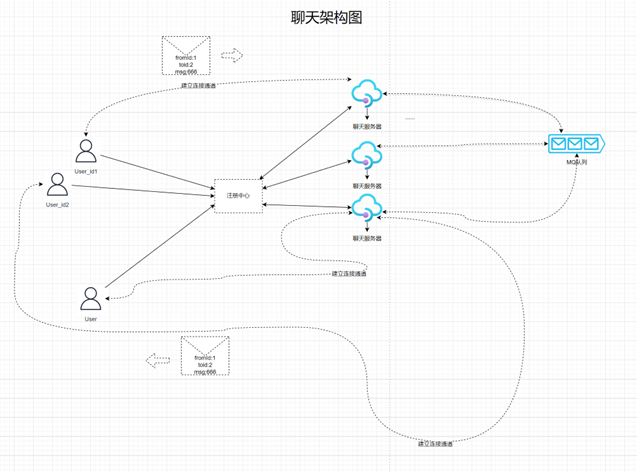 聊天架构图
fromId:1
toId:2
msg:666
建立连接通道
聊天服务器
......
MQ队列
User_id1
聊天服务器
User_id2
注册中心
聊天服务器
建立连接通道
User
fromId:1
toId:2
msg:666
建立连接通道